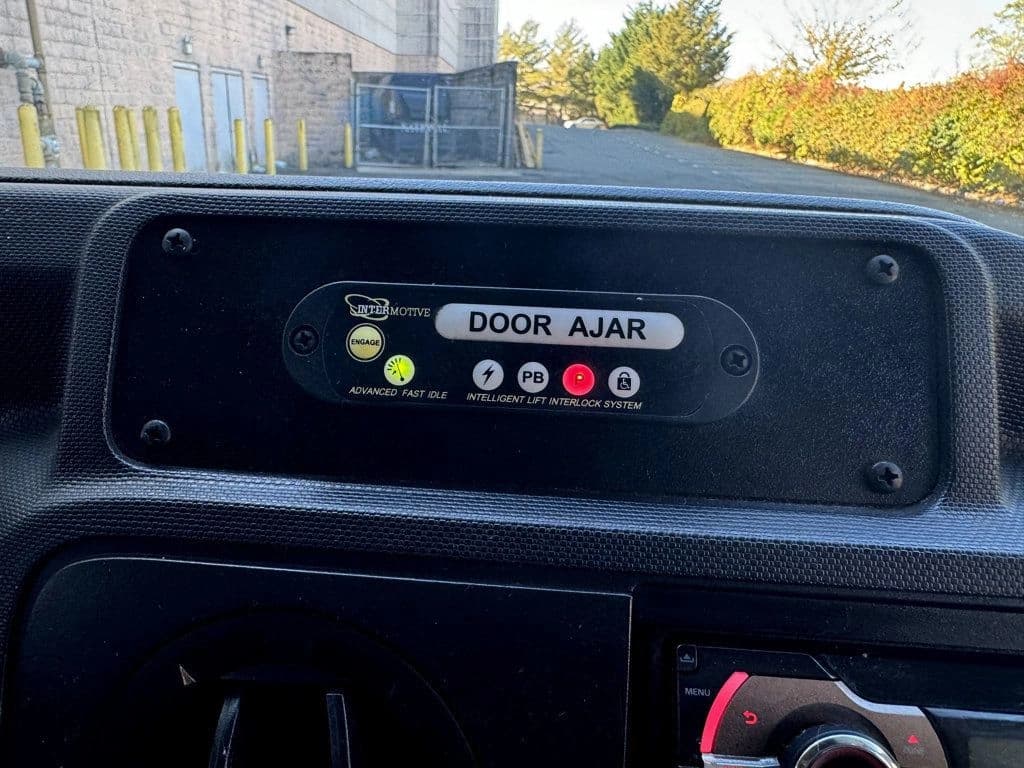 INTERMOTIVE
DOOR AJAR
ENGAGE
PB
P
ADVANCED FAST IDLE
INTELLIGENT LIFT INTERLOCK SYSTEM
MENU